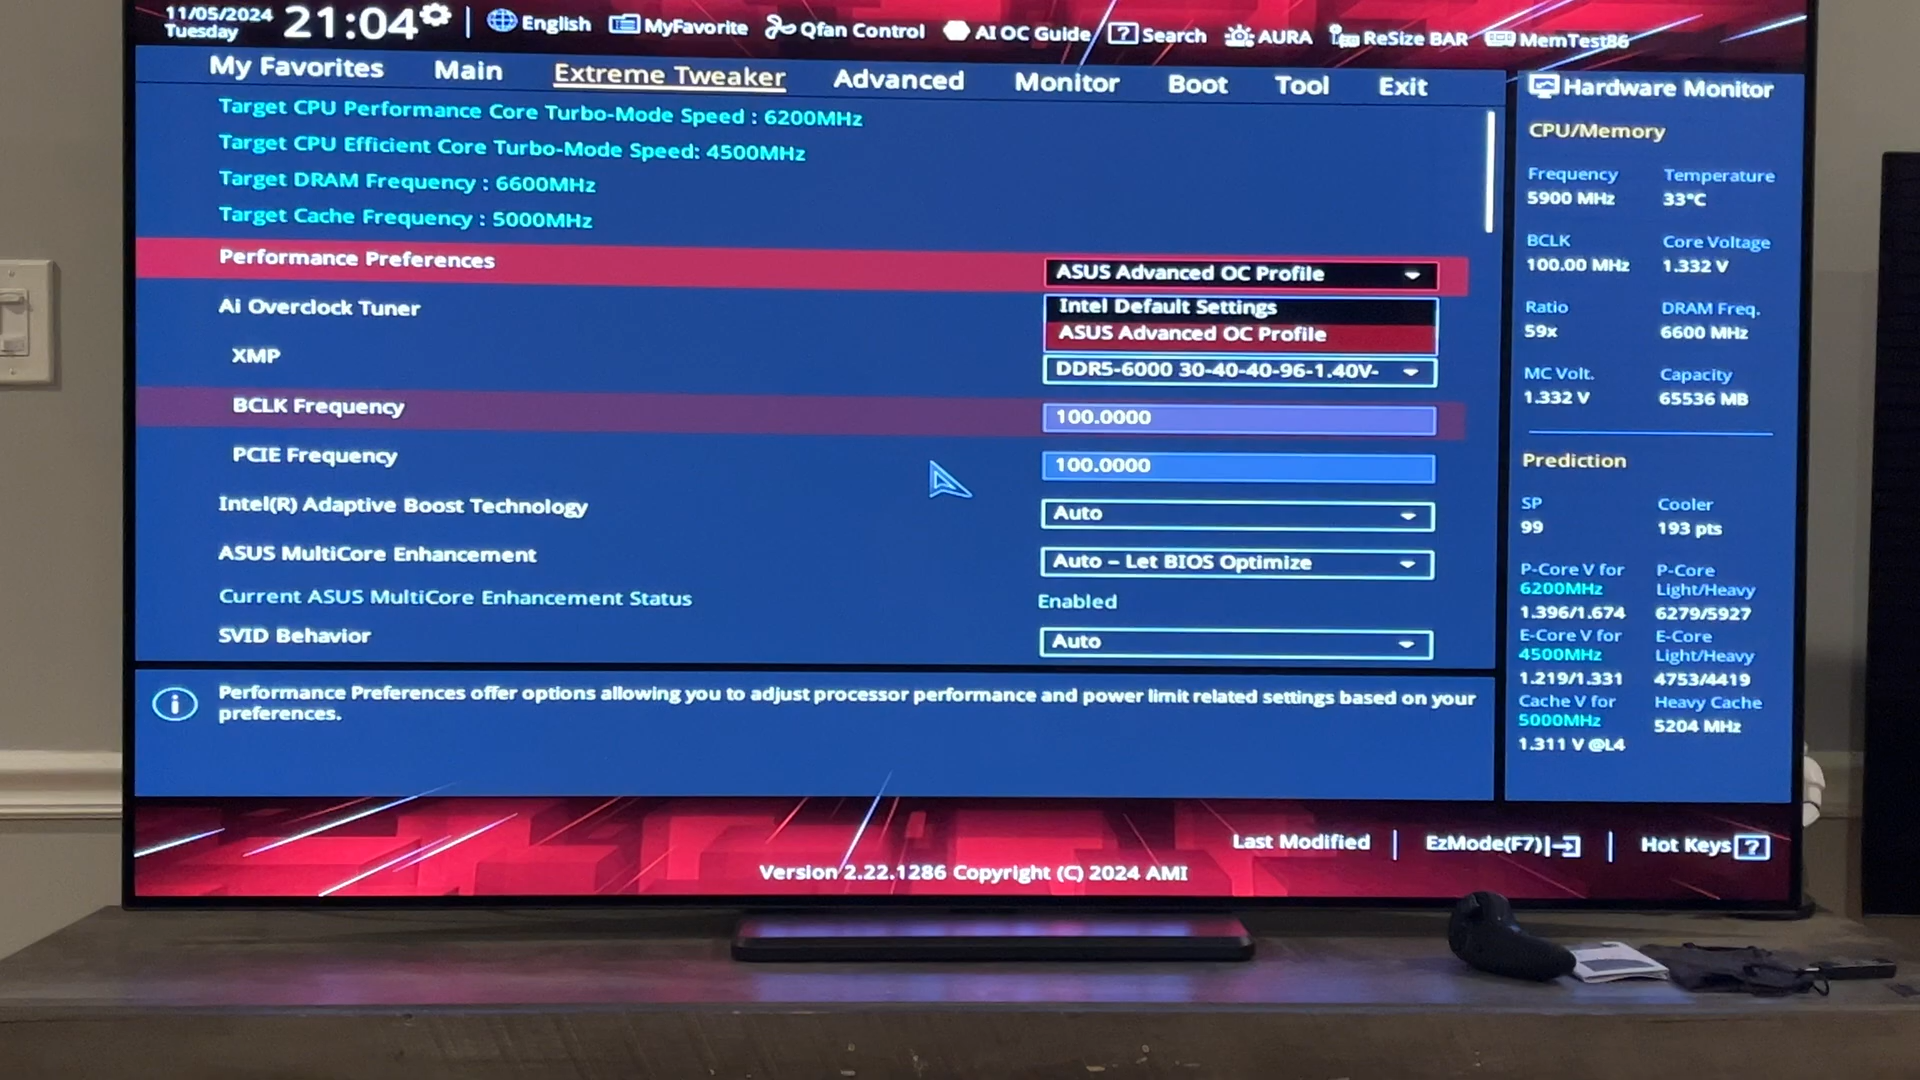 11/05/2024
Tuesday
21:04
English
MyFavorite
Qfan Control
AI OC Guide
Search
AURA
ReSize BAR
MemTest86
My Favorites
Main
Extreme Tweaker
Advanced
Monitor
Boot
Tool
Exit
Target CPU Performance Core Turbo-Mode Speed : 6200MHz
Target CPU Efficient Core Turbo-Mode Speed: 4500MHz
Target DRAM Frequency : 6600MHz
Target Cache Frequency : 5000MHz
Performance Preferences
ASUS Advanced OC Profile
Intel Default Settings
ASUS Advanced OC Profile
Ai Overclock Tuner
XMP
DDR5-6000 30-40-40-96-1.40V-
BCLK Frequency
100.0000
PCIE Frequency
100.0000
Intel(R) Adaptive Boost Technology
Auto
ASUS MultiCore Enhancement
Auto – Let BIOS Optimize
Current ASUS MultiCore Enhancement Status
Enabled
SVID Behavior
Auto
Performance Preferences offer options allowing you to adjust processor performance and power limit related settings based on your
preferences.
Hardware Monitor
CPU/Memory
Frequency
Temperature
5900 MHz
33°C
BCLK
Core Voltage
100.00 MHz
1.332 V
Ratio
DRAM Freq.
59x
6600 MHz
MC Volt.
Capacity
1.332 V
65536 MB
Prediction
SP
Cooler
99
193 pts
P-Core V for
P-Core
6200MHz
Light/Heavy
1.396/1.674
6279/5927
E-Core V for
E-Core
4500MHz
Light/Heavy
1.219/1.331
4753/4419
Cache V for
Heavy Cache
5000MHz
5204 MHz
1.311 V @L4
Last Modified
EzMode(F7)
Hot Keys
?
Version 2.22.1286 Copyright (C) 2024 AMI